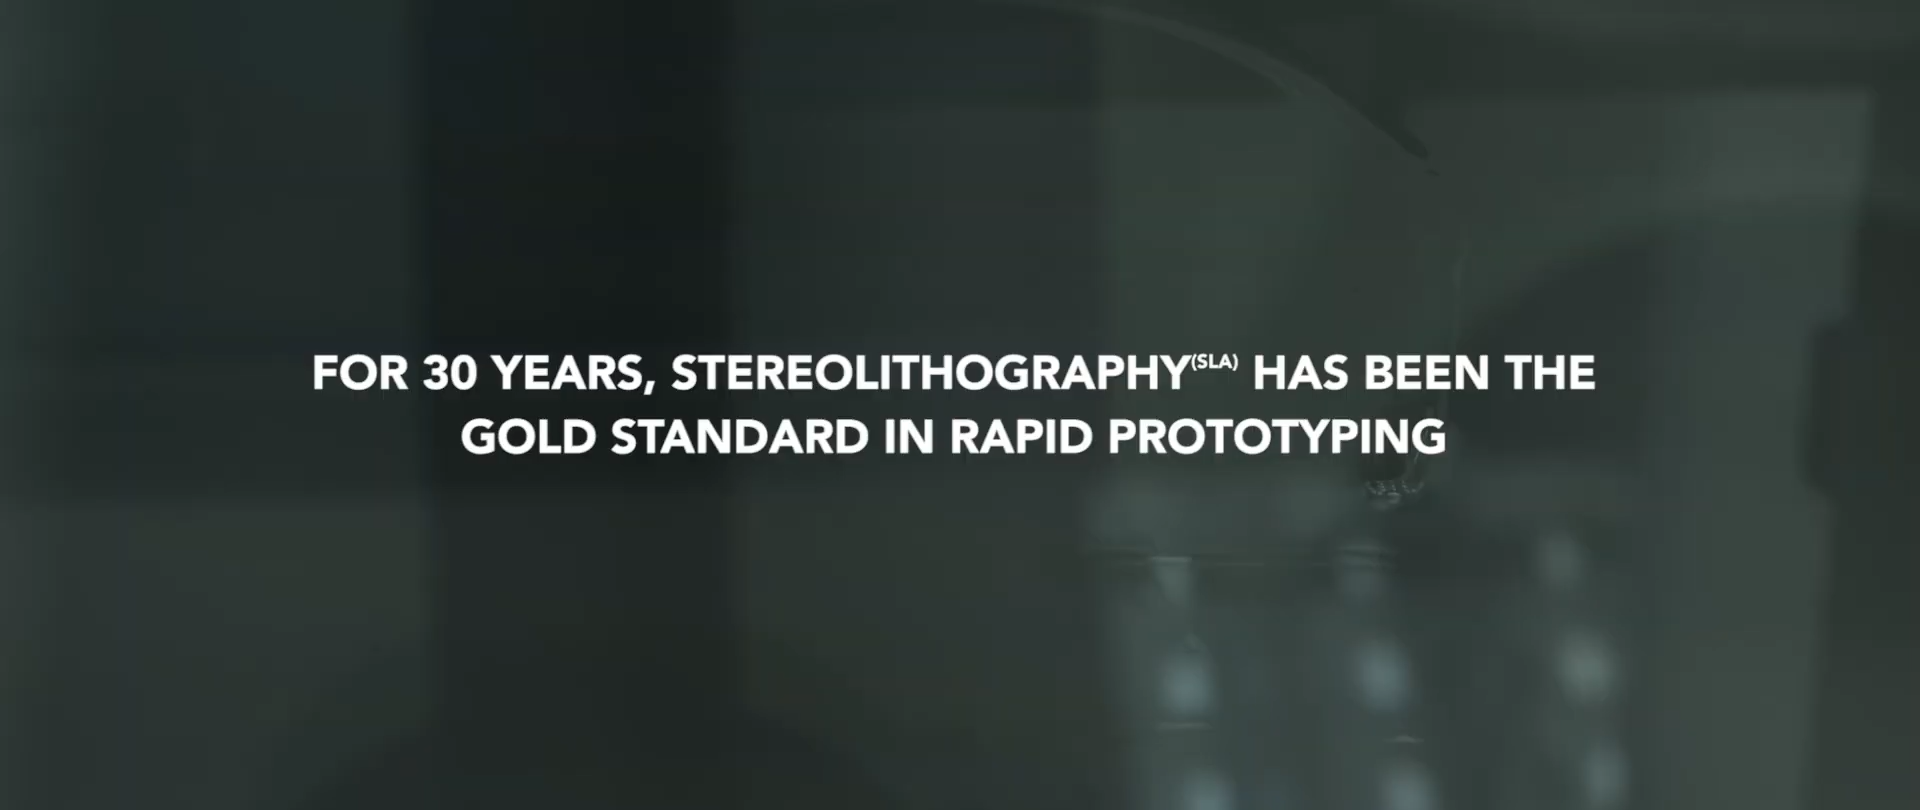 FOR 30 YEARS, STEREOLITHOGRAPHY(SLA) HAS BEEN THE
GOLD STANDARD IN RAPID PROTOTYPING